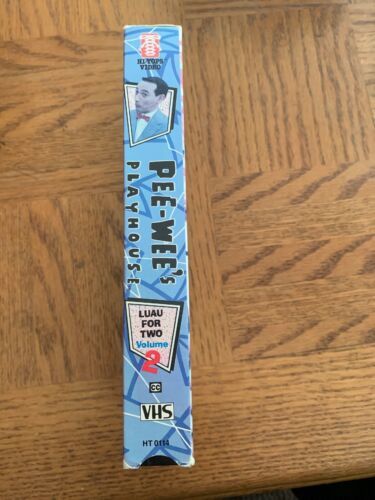 HI-TOPS
VIDEO
PEE-WEE's
PLAYHOUSE
LUAU
FOR
TWO
Volume
2
CC
VHS
HT 0114